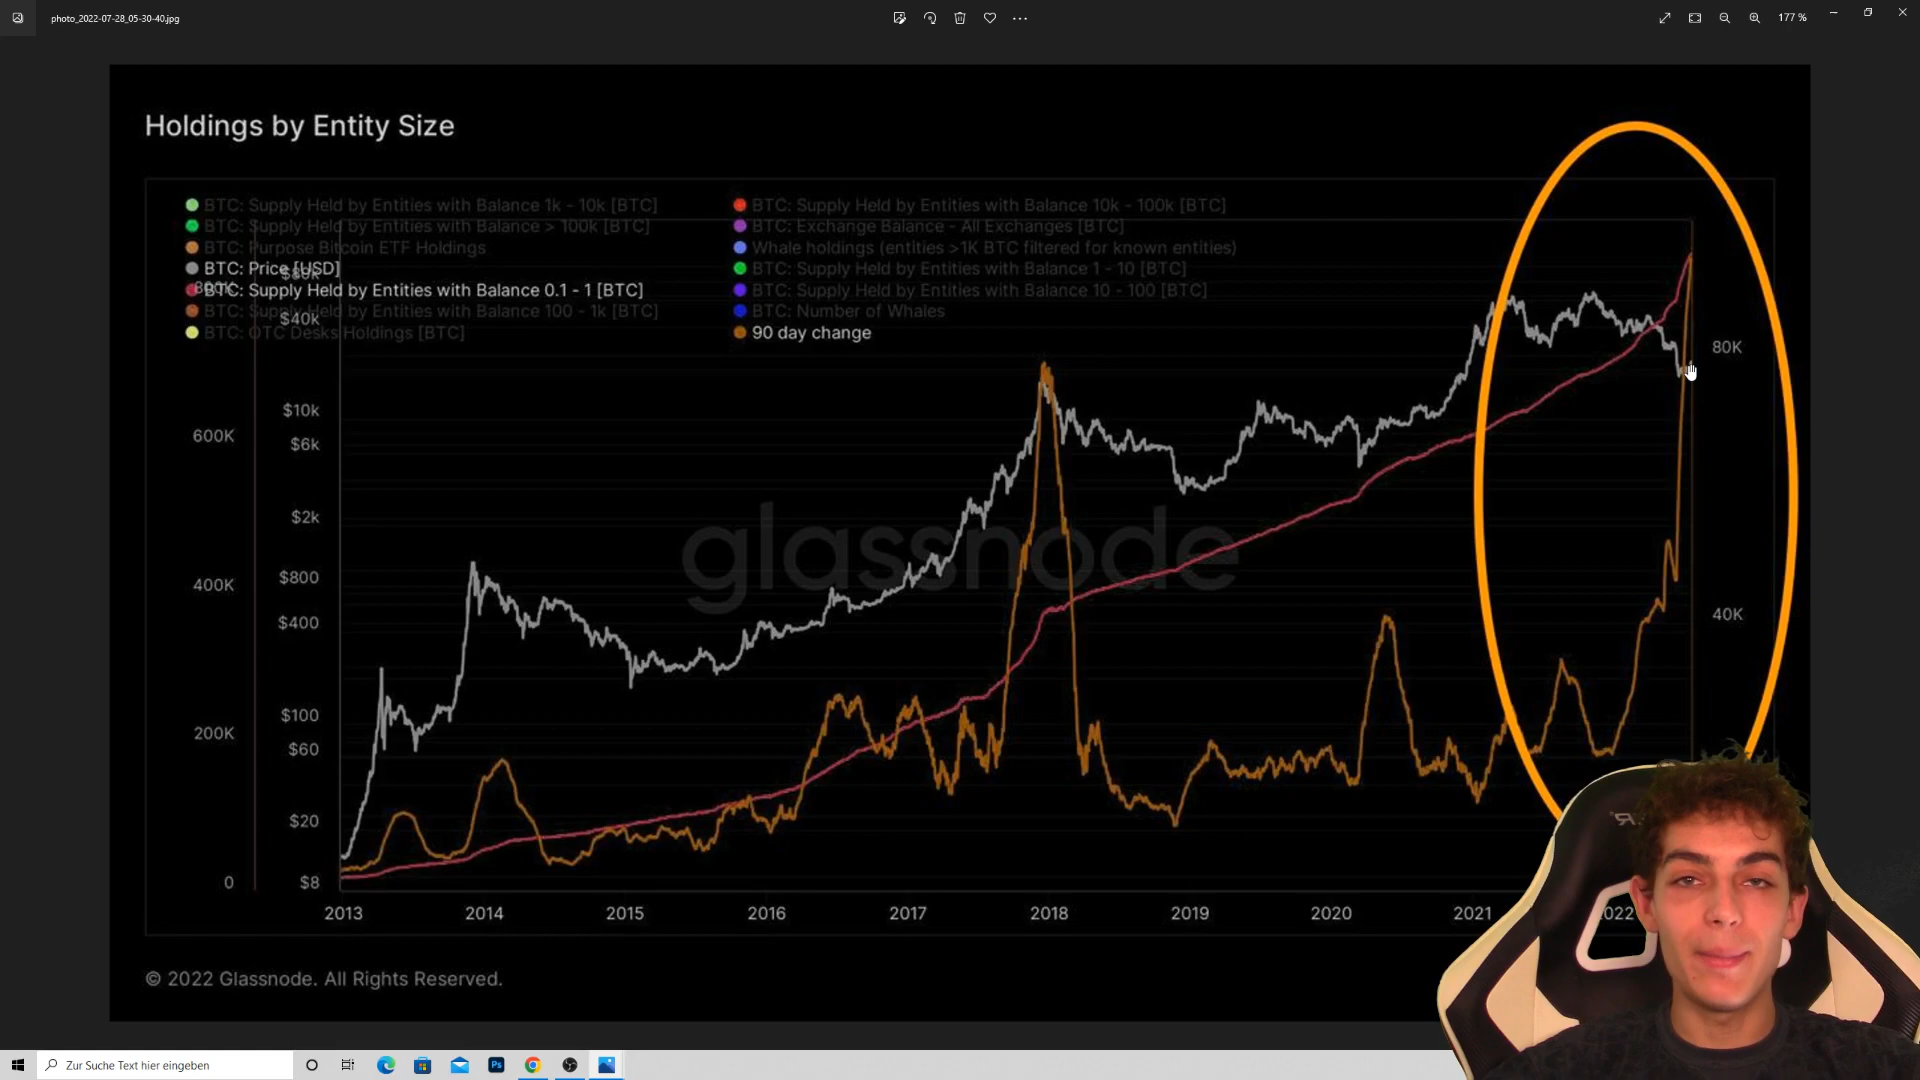 photo_2022-07-28_05-30-40.jpg
177 %
Holdings by Entity Size
BTC: Supply Held by Entities with Balance 1k - 10k [BTC]
BTC: Supply Held by Entities with Balance 10k - 100k [BTC]
BTC: Supply Held by Entities with Balance > 100k [BTC]
BTC: Exchange Balance - All Exchanges [BTC]
BTC: Purpose Bitcoin ETF Holdings
Whale holdings (entities >1K BTC filtered for known entities)
BTC: Price [USD]
BTC: Supply Held by Entities with Balance 1 - 10 [BTC]
BTC: Supply Held by Entities with Balance 0.1 - 1 [BTC]
BTC: Supply Held by Entities with Balance 10 - 100 [BTC]
BTC: Supply Held by Entities with Balance 100 - 1k [BTC]
BTC: Number of Whales
BTC: OTC Desks Holdings [BTC]
90 day change
800K
600K
400K
200K
0
$80k
$40k
$10k
$6k
$2k
$800
$400
$100
$60
$20
$8
80K
40K
glassnode
2013 2014 2015 2016 2017 2018 2019 2020 2021 2022
© 2022 Glassnode. All Rights Reserved.
Zur Suche Text hier eingeben
Ps